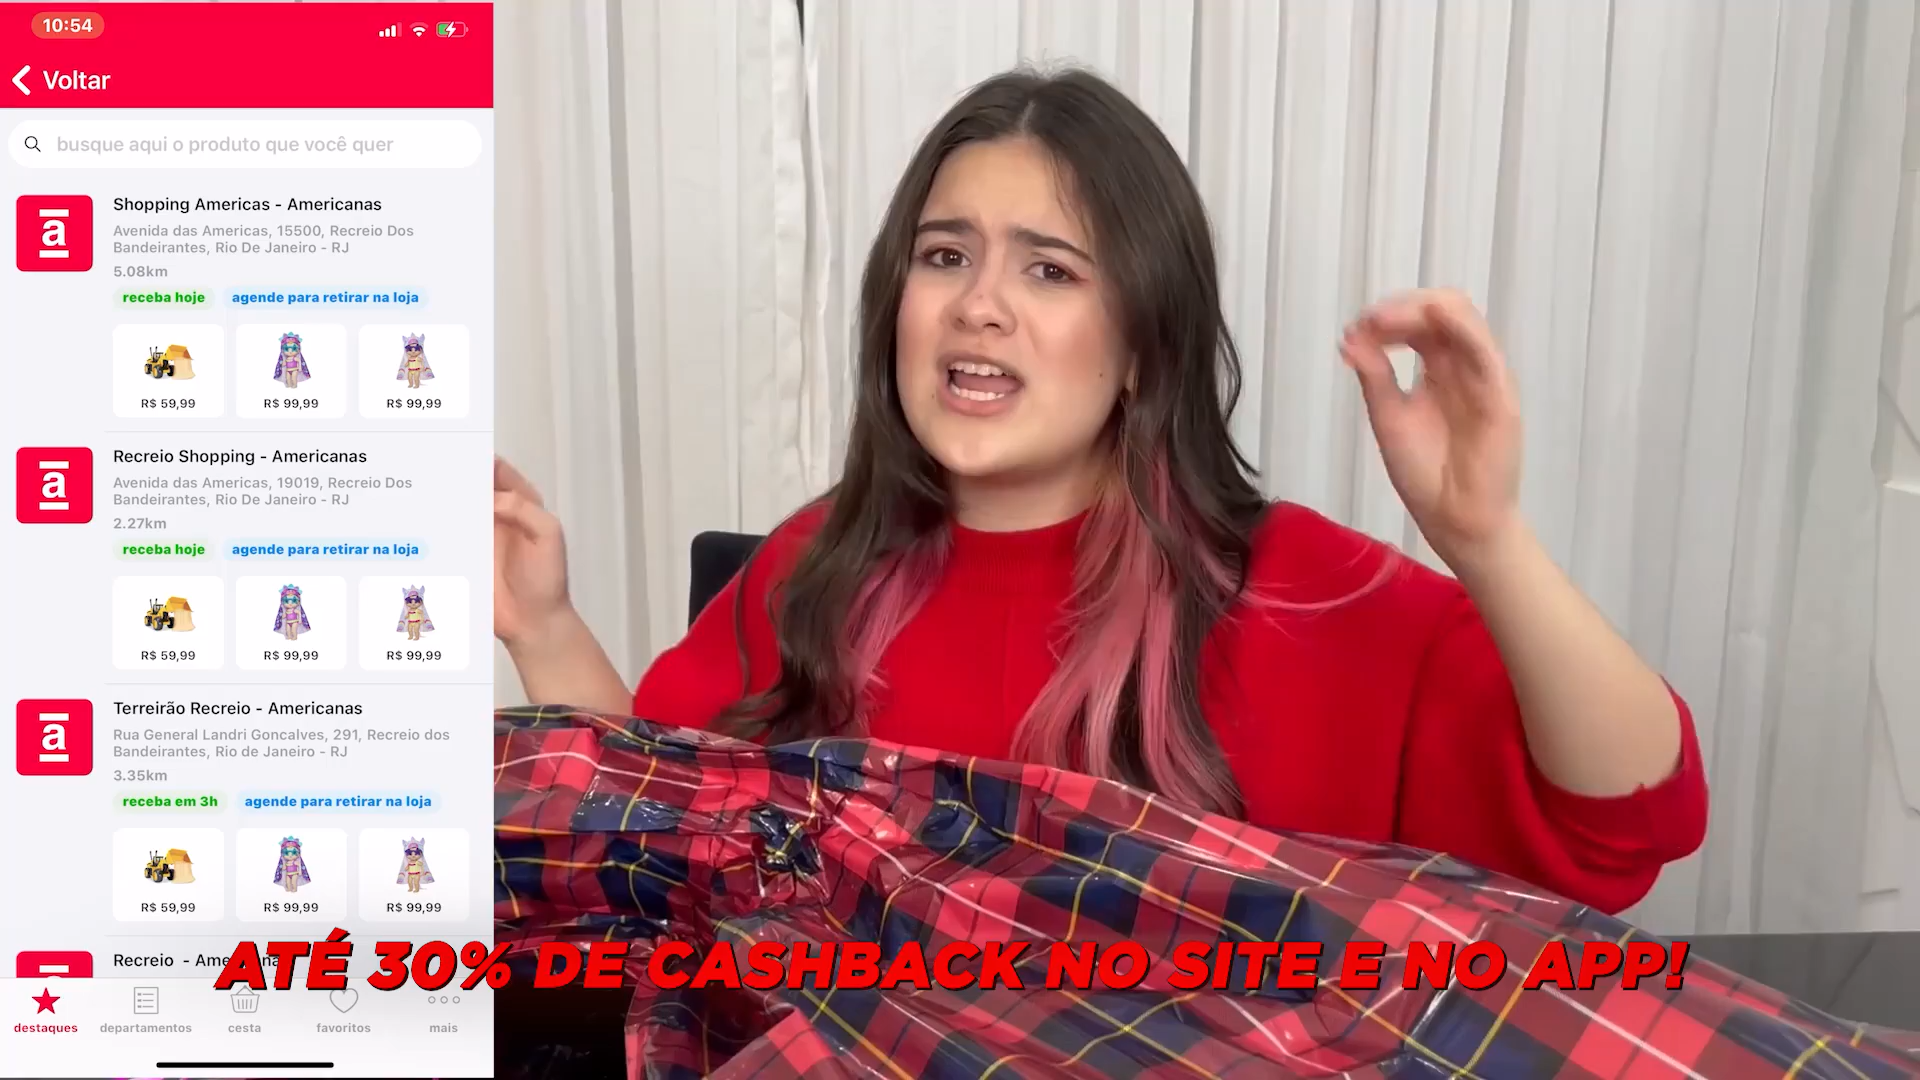 10:54
Voltar
busque aqui o produto que você quer
a
Shopping Americas - Americanas
Avenida das Americas, 15500, Recreio Dos
Bandeirantes, Rio De Janeiro - RJ
5.08km
receba hoje agende para retirar na loja
R$ 59,99 R$ 99,99 R$ 99,99
a
Recreio Shopping - Americanas
Avenida das Americas, 19019, Recreio Dos
Bandeirantes, Rio De Janeiro - RJ
2.27km
receba hoje agende para retirar na loja
R$ 59,99 R$ 99,99 R$ 99,99
a
Terreirão Recreio - Americanas
Rua General Landri Goncalves, 291, Recreio dos
Bandeirantes, Rio de Janeiro - RJ
3.35km
receba em 3h agende para retirar na loja
R$ 59,99 R$ 99,99 R$ 99,99
Recreio -
ATÉ 30% DE CASHBACK NO SITE E NO APP!
destaques departamentos cesta favoritos mais